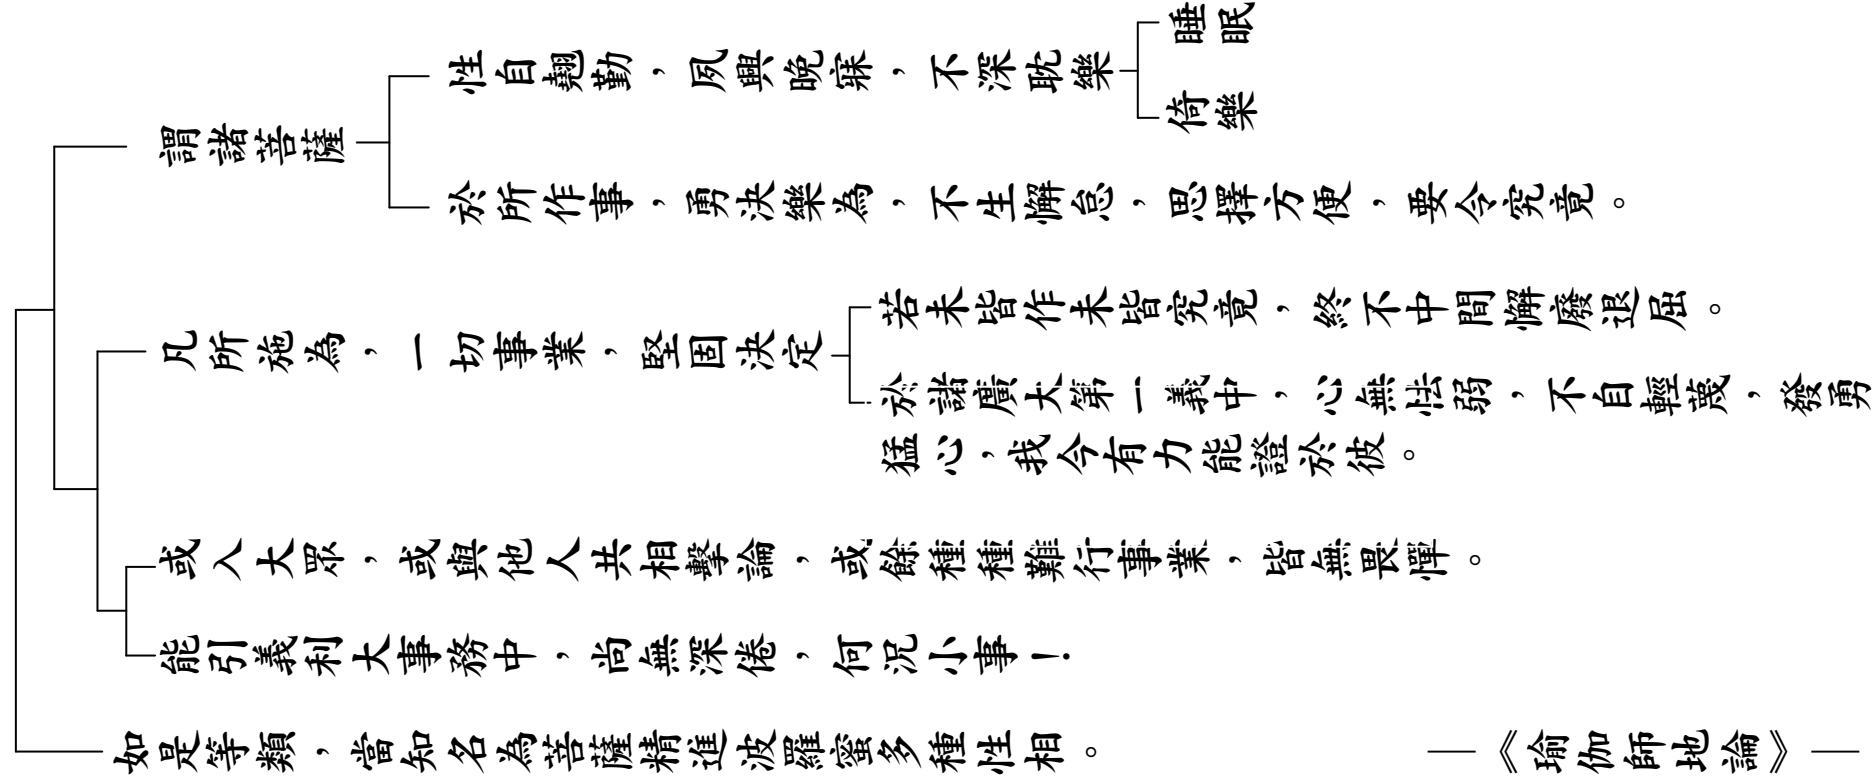 謂諸菩薩
性自翹勤，夙興晚寐，不深耽樂
睡眠
倚樂
於所作事，勇決樂為，不生懈怠，思擇方便，要令究竟。
凡所施為，一切事業，堅固決定
若未皆作未皆究竟，終不中間懈廢退屈。
於諸廣大第一義中，心無怯弱，不自輕蔑，發勇
猛心，我今有力能證於彼。
或入大眾，或與他人共相擊論，或餘種種難行事業，皆無畏憚。
能引義利大事務中，尚無深倦，何況小事！
如是等類，當知名為菩薩精進波羅蜜多種性相。
—《瑜伽師地論》—